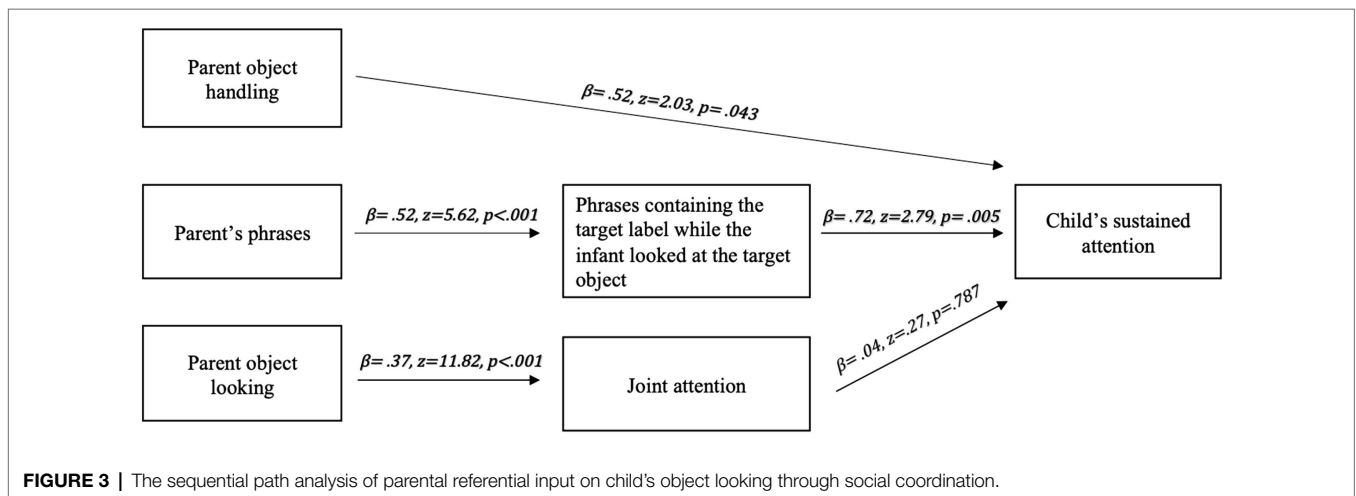 Parent object
handling
β= .52, z=2.03, p= .043
Parent's phrases
β= .52, z=5.62, p<.001
Phrases containing the
target label while the
infant looked at the target
object
β= .72, z=2.79, p= .005
Child's sustained
attention
Parent object
looking
β= .37, z=11.82, p<.001
Joint attention
β= .04, z=.27, p=.787
FIGURE 3 | The sequential path analysis of parental referential input on child's object looking through social coordination.